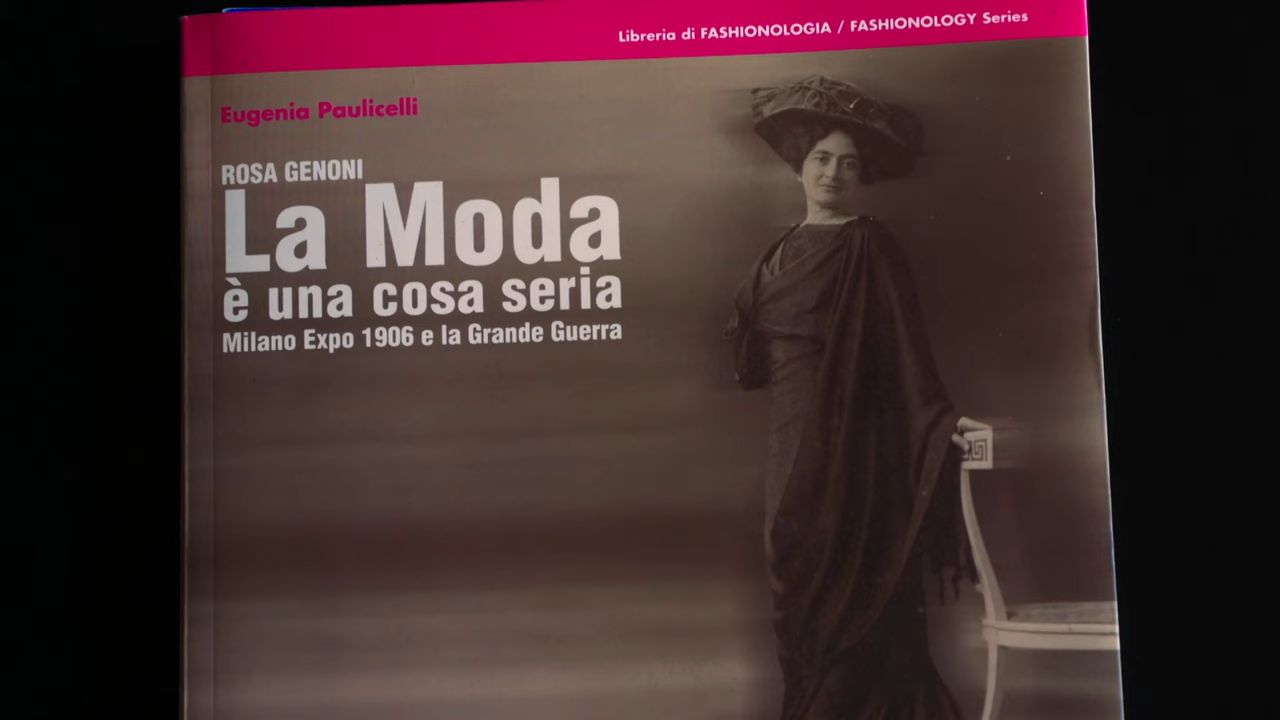 Libreria di FASHIONOLOGIA / FASHIONOLOGY Series
Eugenia Paulicelli
ROSA GENONI
La Moda
è una cosa seria
Milano Expo 1906 e la Grande Guerra